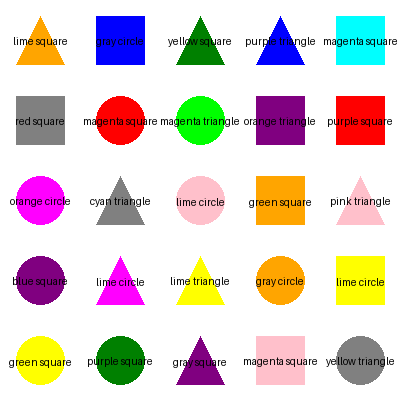 lime square
gray circle
yellow square
purple triangle
magenta square
red square
magenta square
magenta triangle
orange triangle
purple square
orange circle
cyan triangle
lime circle
green square
pink triangle
blue square
lime circle
lime triangle
gray circle
lime circle
green square
purple square
gray square
magenta square
yellow triangle